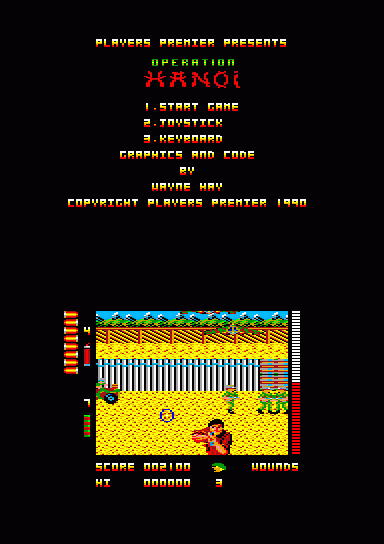 PLAYERS PREMIER PRESENTS
OPERATION
HANOI
1.START GAME
2.JOYSTICK
3.KEYBOARD
GRAPHICS AND CODE
BY
WAYNE HAY
COPYRIGHT PLAYERS PREMIER 1990
4
7
SCORE 002100 WOUNDS
HI 000000 3